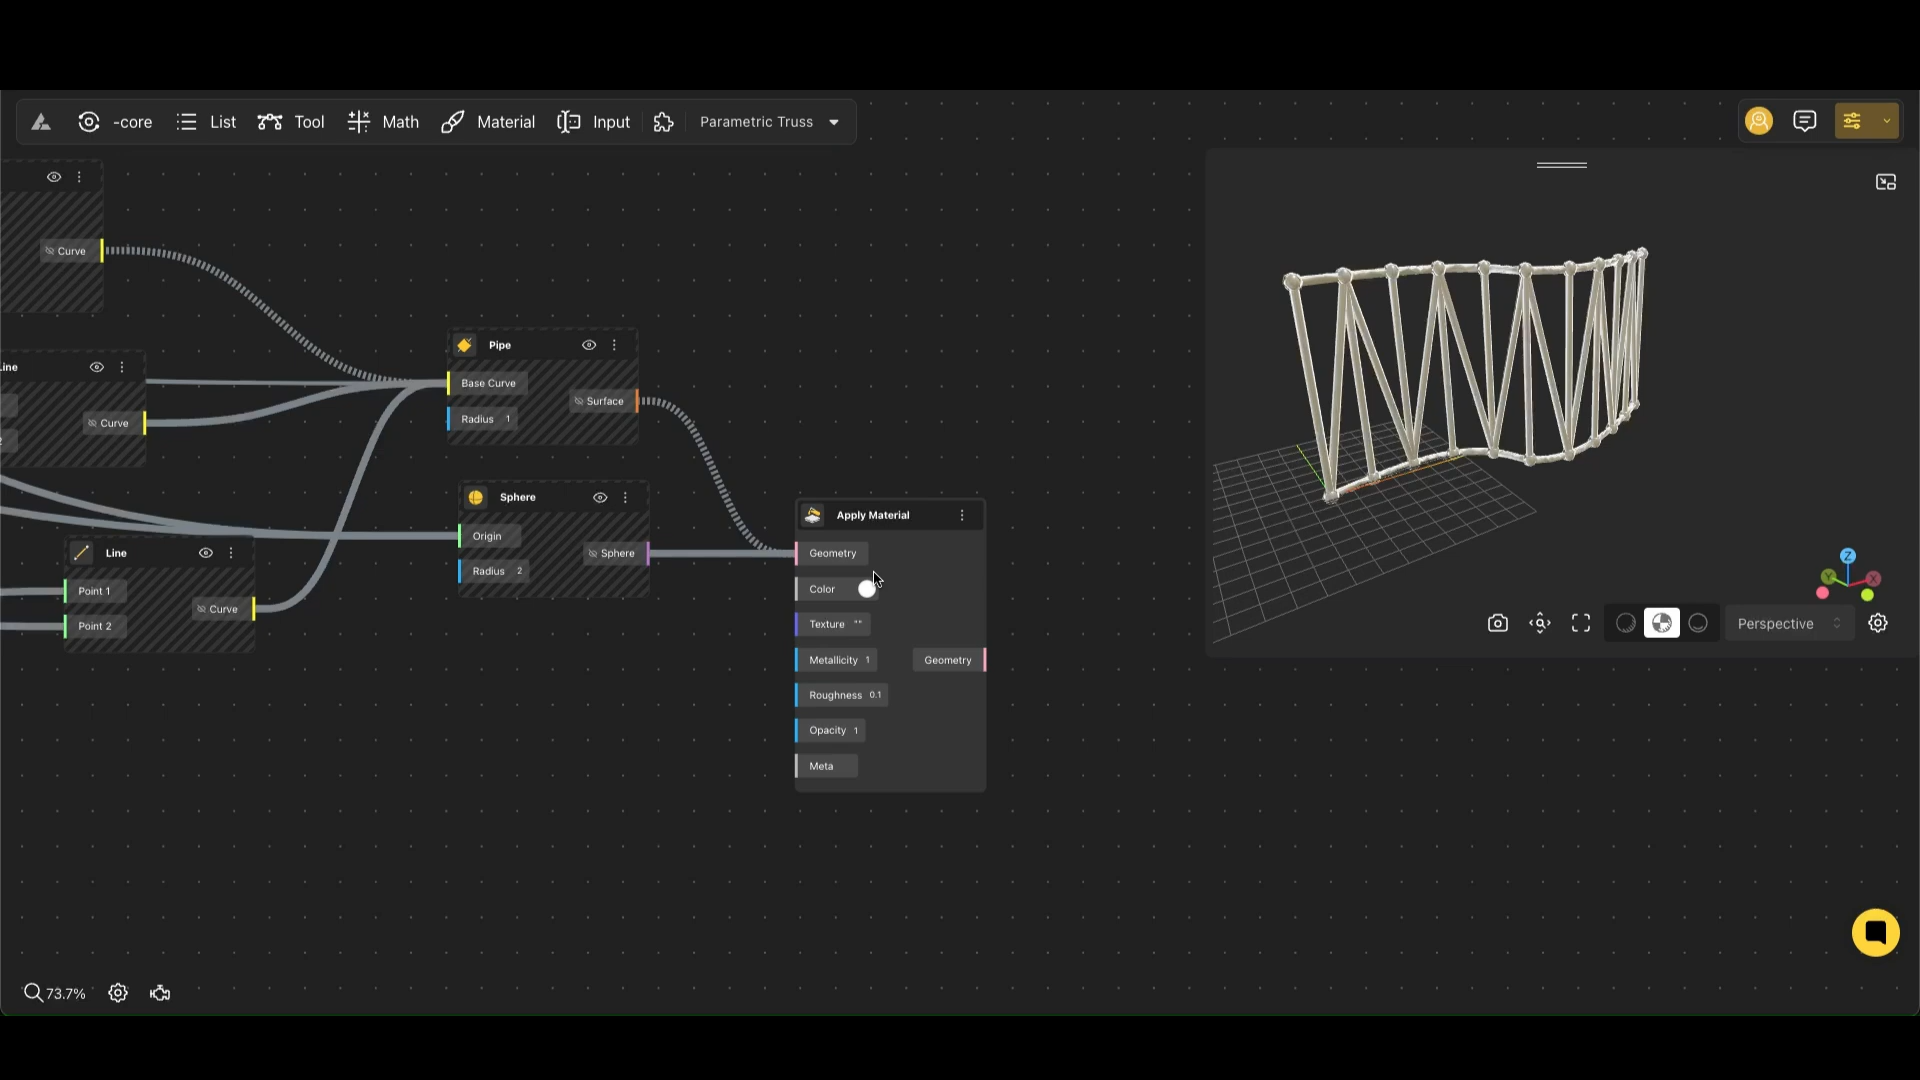 -core
List
Tool
Math
Material
Input
Parametric Truss
Curve
Pipe
Base Curve
Surface
Radius 1
ine
Curve
2
Sphere
Origin
Sphere
Radius 2
Line
Point 1
Curve
Point 2
Apply Material
Geometry
Color
Texture ""
Metallicity 1
Geometry
Roughness 0.1
Opacity 1
Meta
Z
Y
X
Perspective
73.7%